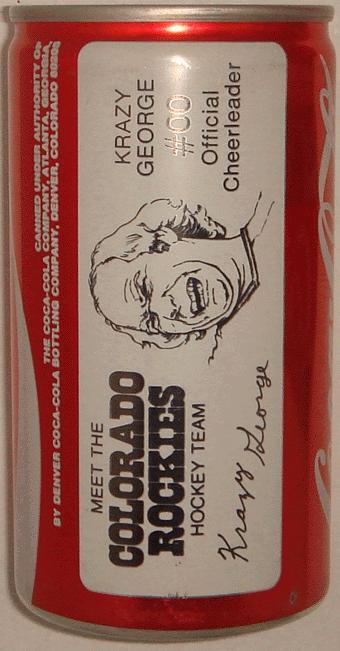 MEET THE
COLORADO
ROCKIES
HOCKEY TEAM
Krazy George
KRAZY
GEORGE
#00
Official
Cheerleader
CANNED UNDER AUTHORITY OF
THE COCA-COLA COMPANY, ATLANTA, GEORGIA,
BY DENVER COCA-COLA BOTTLING COMPANY, DENVER, COLORADO